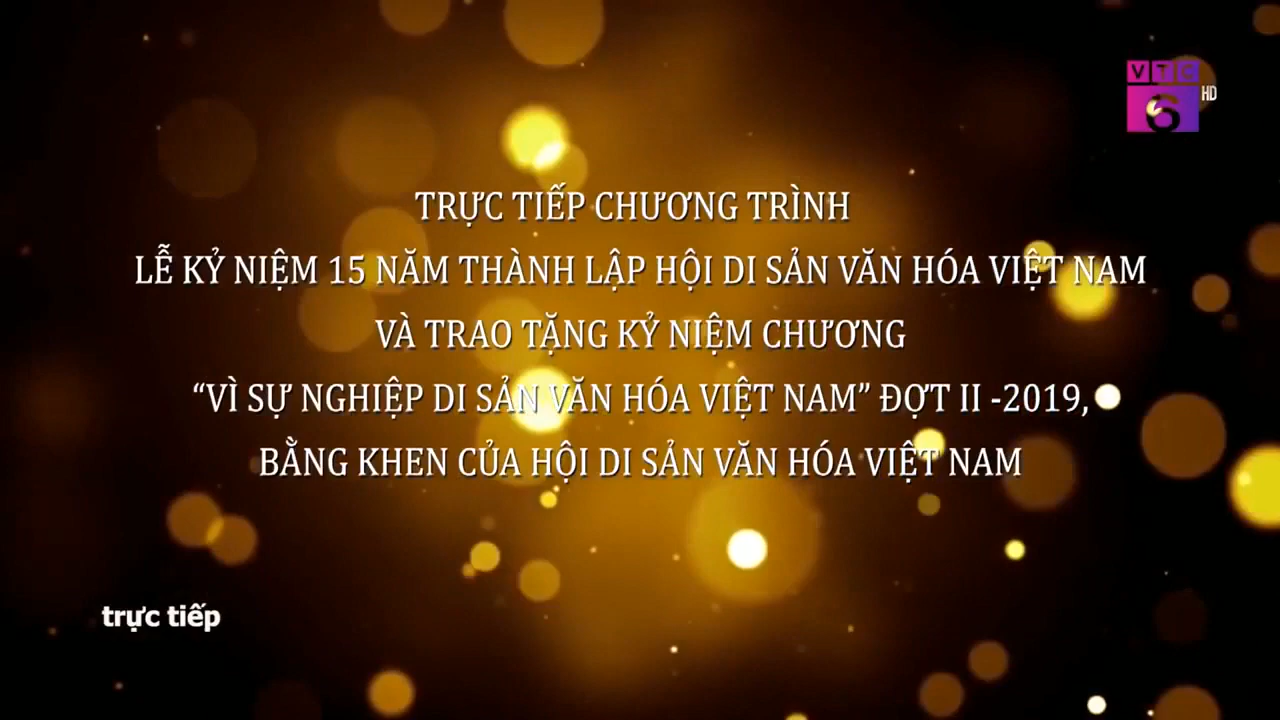 VTC
6 HD
TRỰC TIẾP CHƯƠNG TRÌNH
LỄ KỶ NIỆM 15 NĂM THÀNH LẬP HỘI DI SẢN VĂN HÓA VIỆT NAM
VÀ TRAO TẶNG KỶ NIỆM CHƯƠNG
“VÌ SỰ NGHIỆP DI SẢN VĂN HÓA VIỆT NAM” ĐỢT II -2019,
BẰNG KHEN CỦA HỘI DI SẢN VĂN HÓA VIỆT NAM
trực tiếp